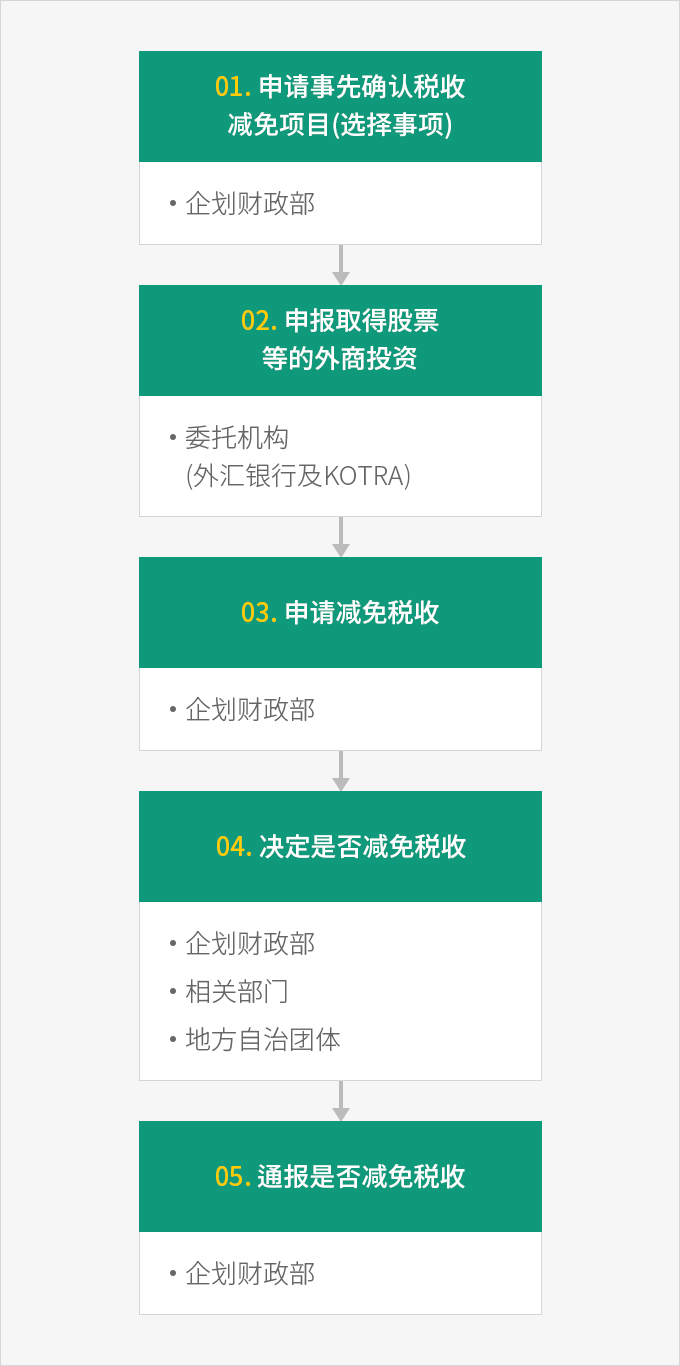 01. 申请事先确认税收
减免项目(选择事项)
• 企划财政部
02. 申报取得股票
等的外商投资
• 委托机构
(外汇银行及KOTRA)
03. 申请减免税收
• 企划财政部
04. 决定是否减免税收
• 企划财政部
• 相关部门
• 地方自治团体
05. 通报是否减免税收
• 企划财政部